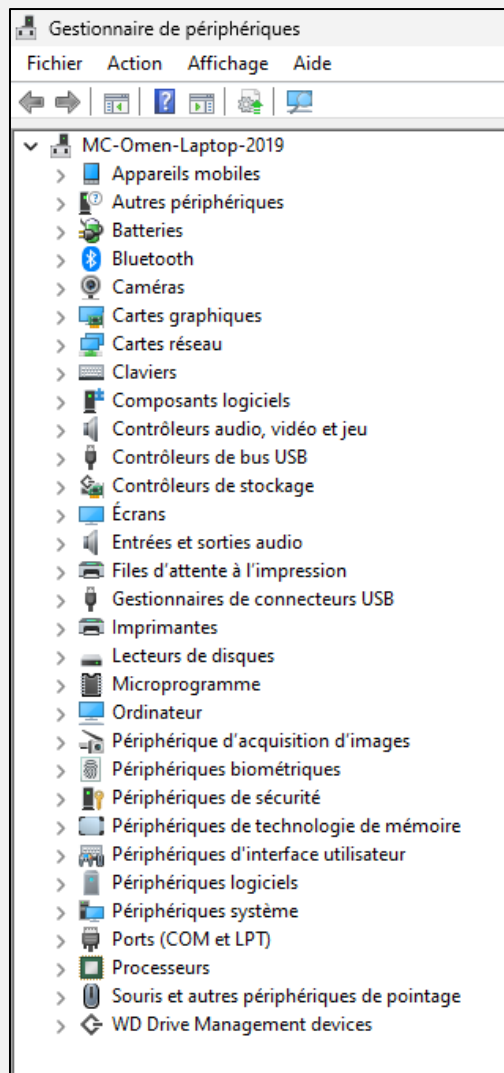 Gestionnaire de périphériques
Fichier Action Affichage Aide
MC-Omen-Laptop-2019
Appareils mobiles
Autres périphériques
Batteries
Bluetooth
Caméras
Cartes graphiques
Cartes réseau
Claviers
Composants logiciels
Contrôleurs audio, vidéo et jeu
Contrôleurs de bus USB
Contrôleurs de stockage
Écrans
Entrées et sorties audio
Files d'attente à l'impression
Gestionnaires de connecteurs USB
Imprimantes
Lecteurs de disques
Microprogramme
Ordinateur
Périphérique d'acquisition d'images
Périphériques biométriques
Périphériques de sécurité
Périphériques de technologie de mémoire
Périphériques d'interface utilisateur
Périphériques logiciels
Périphériques système
Ports (COM et LPT)
Processeurs
Souris et autres périphériques de pointage
WD Drive Management devices